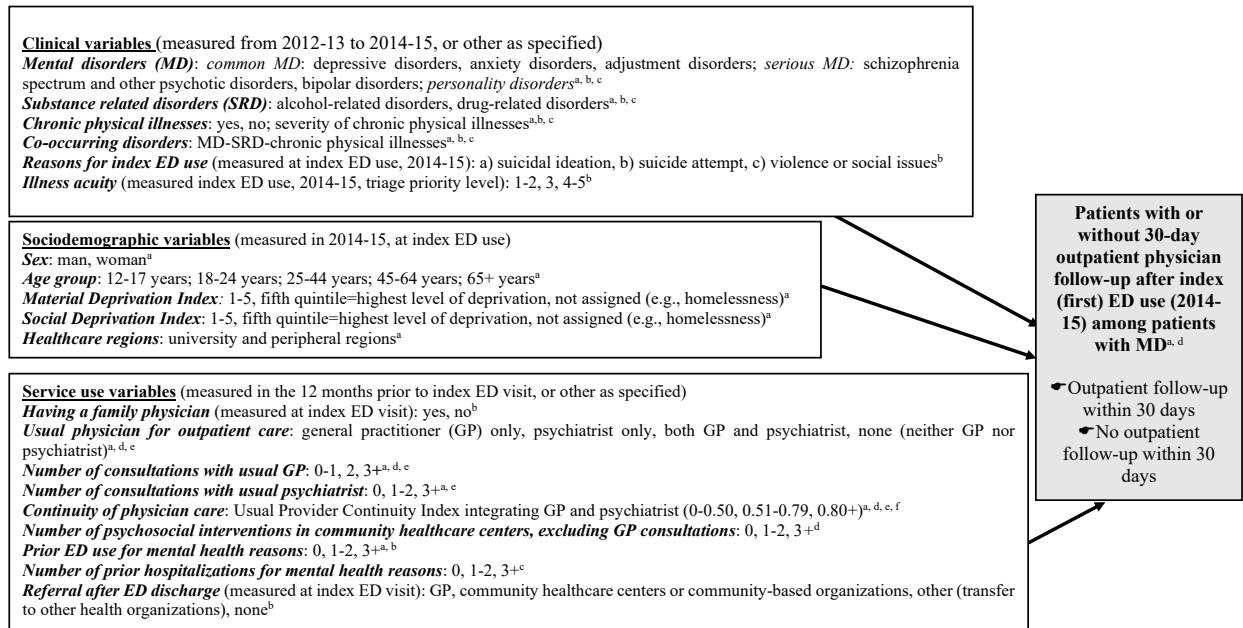 Clinical variables (measured from 2012-13 to 2014-15, or other as specified)
Mental disorders (MD): common MD: depressive disorders, anxiety disorders, adjustment disorders; serious MD: schizophrenia
spectrum and other psychotic disorders, bipolar disorders; personality disordersa, b, c
Substance related disorders (SRD): alcohol-related disorders, drug-related disordersa, b, c
Chronic physical illnesses: yes, no; severity of chronic physical illnessesa,b, c
Co-occurring disorders: MD-SRD-chronic physical illnessesa, b, c
Reasons for index ED use (measured at index ED use, 2014-15): a) suicidal ideation, b) suicide attempt, c) violence or social issuesb
Illness acuity (measured index ED use, 2014-15, triage priority level): 1-2, 3, 4-5b
Sociodemographic variables (measured in 2014-15, at index ED use)
Sex: man, womana
Age group: 12-17 years; 18-24 years; 25-44 years; 45-64 years; 65+ yearsa
Material Deprivation Index: 1-5, fifth quintile=highest level of deprivation, not assigned (e.g., homelessness)a
Social Deprivation Index: 1-5, fifth quintile=highest level of deprivation, not assigned (e.g., homelessness)a
Healthcare regions: university and peripheral regionsa
Service use variables (measured in the 12 months prior to index ED visit, or other as specified)
Having a family physician (measured at index ED visit): yes, nob
Usual physician for outpatient care: general practitioner (GP) only, psychiatrist only, both GP and psychiatrist, none (neither GP nor
psychiatrist)a, d, e
Number of consultations with usual GP: 0-1, 2, 3+a, d, e
Number of consultations with usual psychiatrist: 0, 1-2, 3+a, e
Continuity of physician care: Usual Provider Continuity Index integrating GP and psychiatrist (0-0.50, 0.51-0.79, 0.80+)a, d, e, f
Number of psychosocial interventions in community healthcare centers, excluding GP consultations: 0, 1-2, 3+d
Prior ED use for mental health reasons: 0, 1-2, 3+a, b
Number of prior hospitalizations for mental health reasons: 0, 1-2, 3+c
Referral after ED discharge (measured at index ED visit): GP, community healthcare centers or community-based organizations, other (transfer
to other health organizations), noneb
Patients with or
without 30-day
outpatient physician
follow-up after index
(first) ED use (2014-
15) among patients
with MDa, d
Outpatient follow-up
within 30 days
No outpatient
follow-up within 30
days